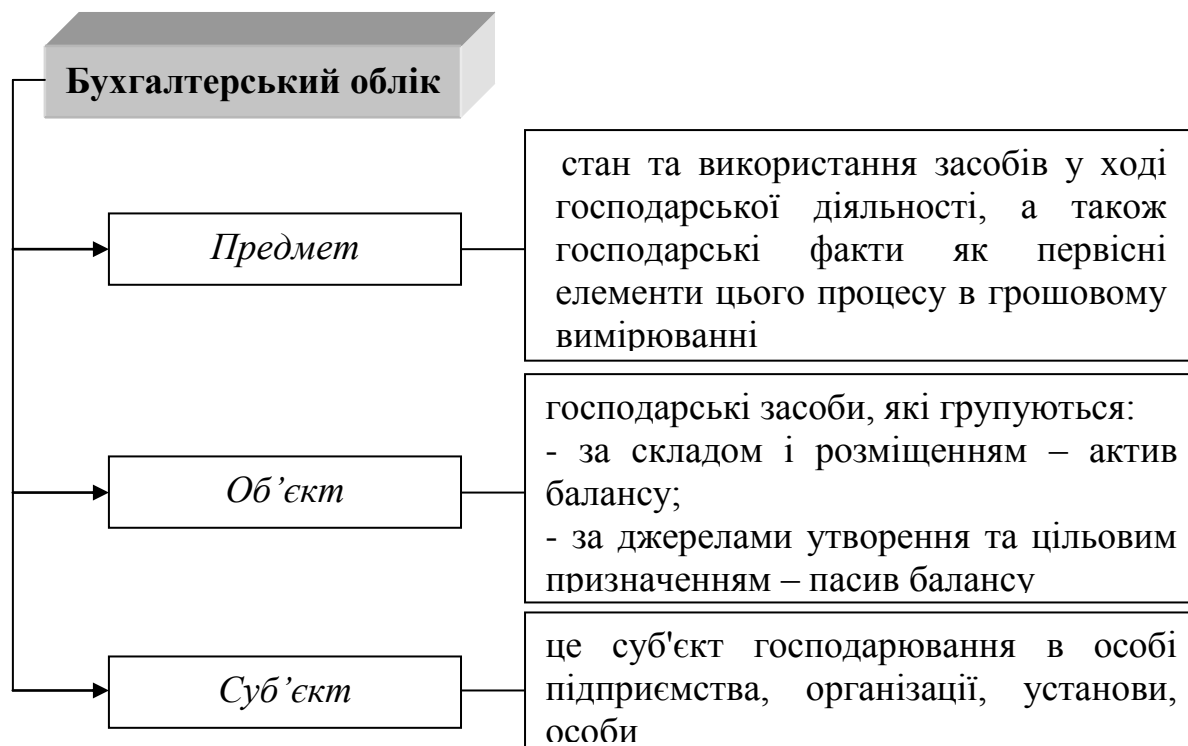 Бухгалтерський облік
Предмет
стан та використання засобів у ході
господарської діяльності, а також
господарські факти як первісні
елементи цього процесу в грошовому
вимірюванні
Об’єкт
господарські засоби, які групуються:
- за складом і розміщенням – актив
балансу;
- за джерелами утворення та цільовим
призначенням – пасив балансу
Суб’єкт
це суб'єкт господарювання в особі
підприємства, організації, установи,
особи